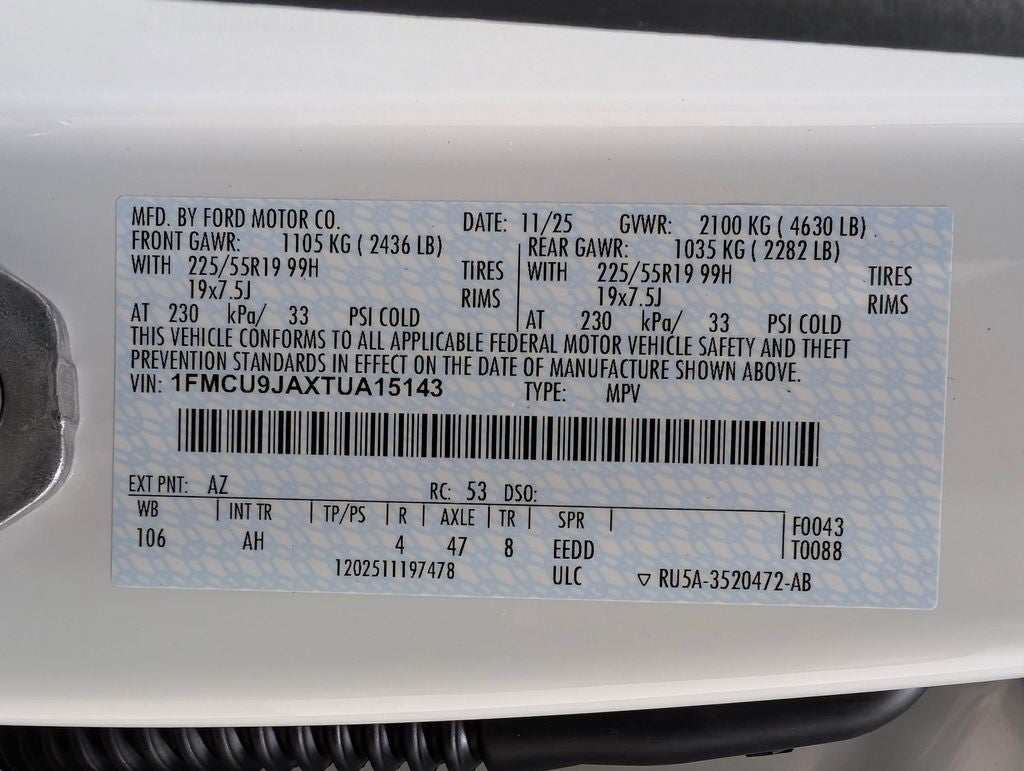 MFD. BY FORD MOTOR CO. DATE: 11/25 GVWR: 2100 KG ( 4630 LB)
FRONT GAWR: 1105 KG ( 2436 LB) REAR GAWR: 1035 KG ( 2282 LB)
WITH 225/55R19 99H TIRES WITH 225/55R19 99H TIRES
19x7.5J RIMS 19x7.5J RIMS
AT 230 kPa/ 33 PSI COLD AT 230 kPa/ 33 PSI COLD
THIS VEHICLE CONFORMS TO ALL APPLICABLE FEDERAL MOTOR VEHICLE SAFETY AND THEFT
PREVENTION STANDARDS IN EFFECT ON THE DATE OF MANUFACTURE SHOWN ABOVE.
VIN: 1FMCU9JAXTUA15143 TYPE: MPV
EXT PNT: AZ RC: 53 DSO:
WB INT TR TP/PS R AXLE TR SPR F0043
106 AH 4 47 8 EEDD T0088
1202511197478 ULC RU5A-3520472-AB